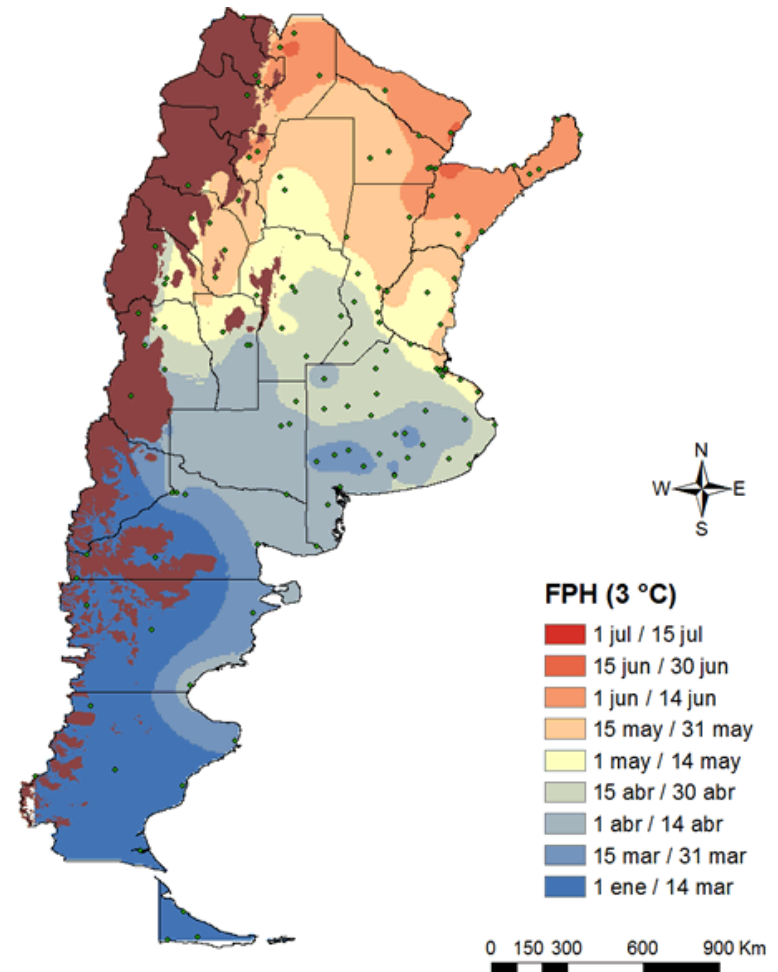 N
W E
S
FPH (3 °C)
1 jul / 15 jul
15 jun / 30 jun
1 jun / 14 jun
15 may / 31 may
1 may / 14 may
15 abr / 30 abr
1 abr / 14 abr
15 mar / 31 mar
1 ene / 14 mar
0 150 300 600 900 Km